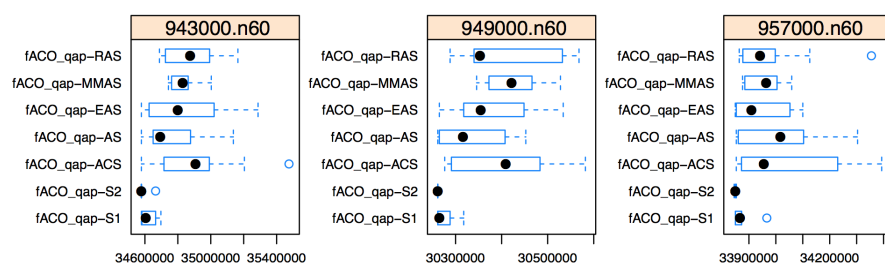 943000.n60
fACO_qap-RAS
fACO_qap-MMAS
fACO_qap-EAS
fACO_qap-AS
fACO_qap-ACS
fACO_qap-S2
fACO_qap-S1
34600000 35000000 35400000
949000.n60
fACO_qap-RAS
fACO_qap-MMAS
fACO_qap-EAS
fACO_qap-AS
fACO_qap-ACS
fACO_qap-S2
fACO_qap-S1
30300000 30500000
957000.n60
fACO_qap-RAS
fACO_qap-MMAS
fACO_qap-EAS
fACO_qap-AS
fACO_qap-ACS
fACO_qap-S2
fACO_qap-S1
33900000 34200000